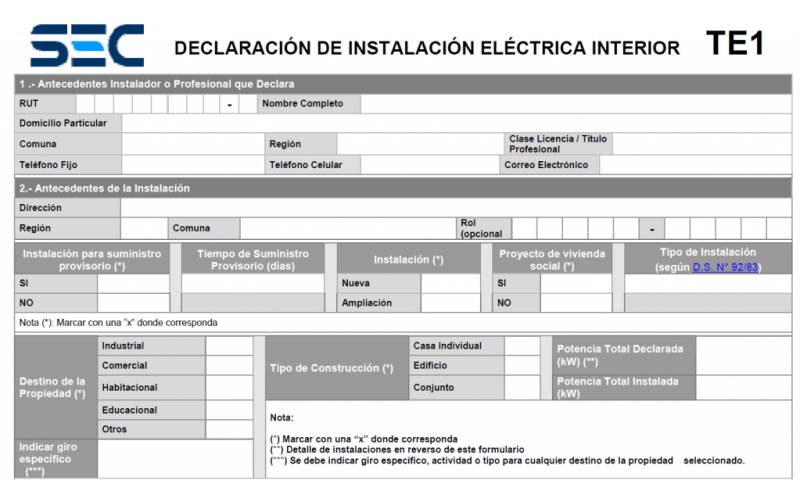 SEC DECLARACIÓN DE INSTALACIÓN ELÉCTRICA INTERIOR TE1
1 .- Antecedentes Instalador o Profesional que Declara
RUT - Nombre Completo
Domicilio Particular
Comuna Región Clase Licencia / Título Profesional
Teléfono Fijo Teléfono Celular Correo Electrónico
2.- Antecedentes de la Instalación
Dirección
Región Comuna Rol (opcional -
Instalación para suministro provisorio (*)
SI
NO
Tiempo de Suministro Provisorio (días)
Instalación (*)
Nueva
Ampliación
Proyecto de vivienda social (*)
SI
NO
Tipo de Instalación
(según D.S. N° 92/83)
Nota (*): Marcar con una "x" donde corresponda
Destino de la Propiedad (*)
Industrial
Comercial
Habitacional
Educacional
Otros
Indicar giro especifico (***)
Tipo de Construcción (*)
Casa Individual
Edificio
Conjunto
Potencia Total Declarada (kW) (**)
Potencia Total Instalada (kW)
Nota:
(*) Marcar con una “x” donde corresponda
(**) Detalle de instalaciones en reverso de este formulario
(***) Se debe indicar giro especifico, actividad o tipo para cualquier destino de la propiedad seleccionado.